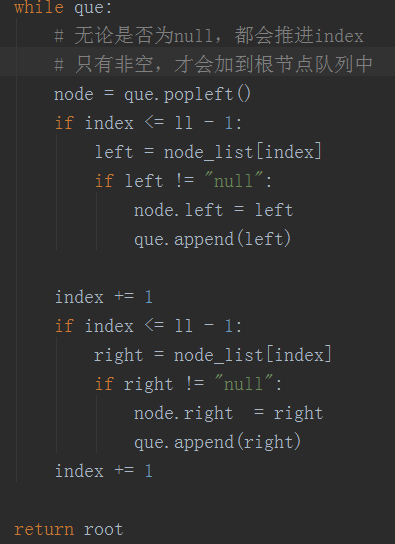 while que:
    # 无论是否为null，都会推进index
    # 只有非空，才会加到根节点队列中
    node = que.popleft()
    if index <= ll - 1:
        left = node_list[index]
        if left != "null":
            node.left = left
            que.append(left)

    index += 1
    if index <= ll - 1:
        right = node_list[index]
        if right != "null":
            node.right  = right
            que.append(right)
    index += 1

return root